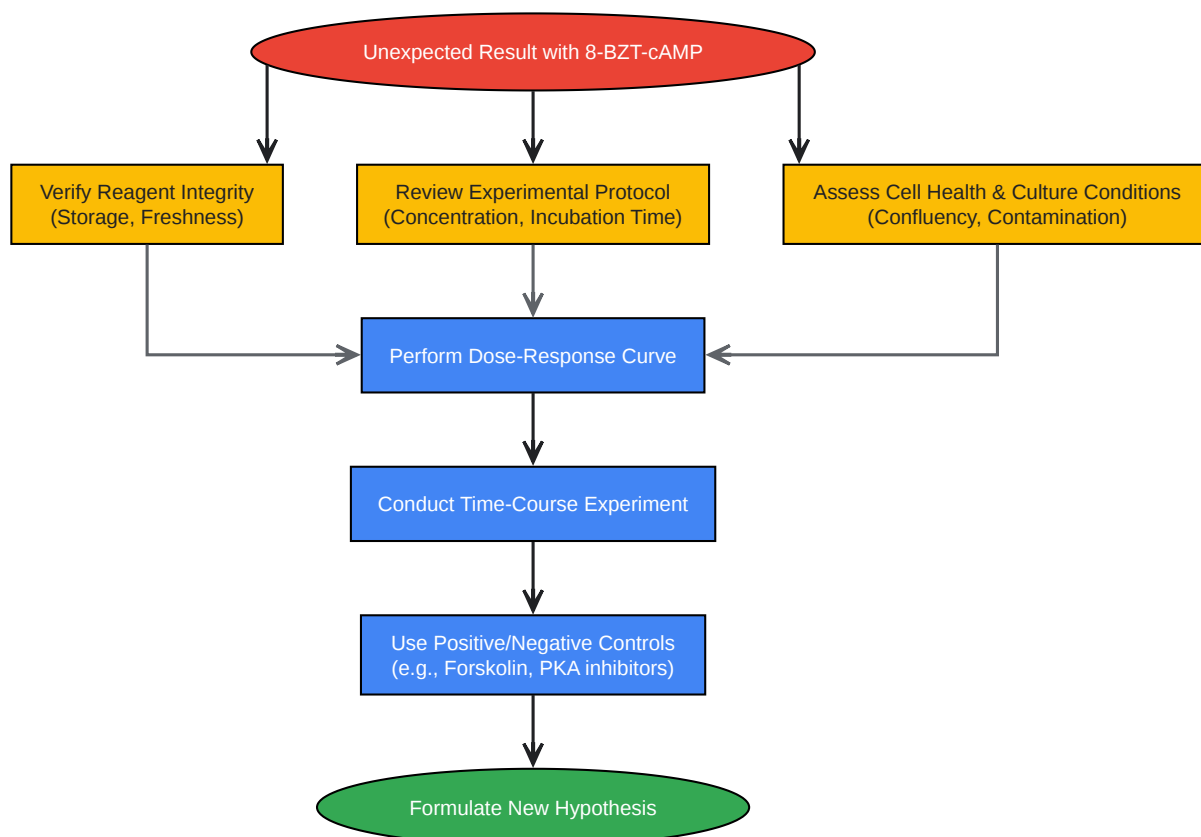 Unexpected Result with 8-BZT-cAMP
Verify Reagent Integrity
(Storage, Freshness)
Review Experimental Protocol
(Concentration, Incubation Time)
Assess Cell Health & Culture Conditions
(Confluency, Contamination)
Perform Dose-Response Curve
Conduct Time-Course Experiment
Use Positive/Negative Controls
(e.g., Forskolin, PKA inhibitors)
Formulate New Hypothesis